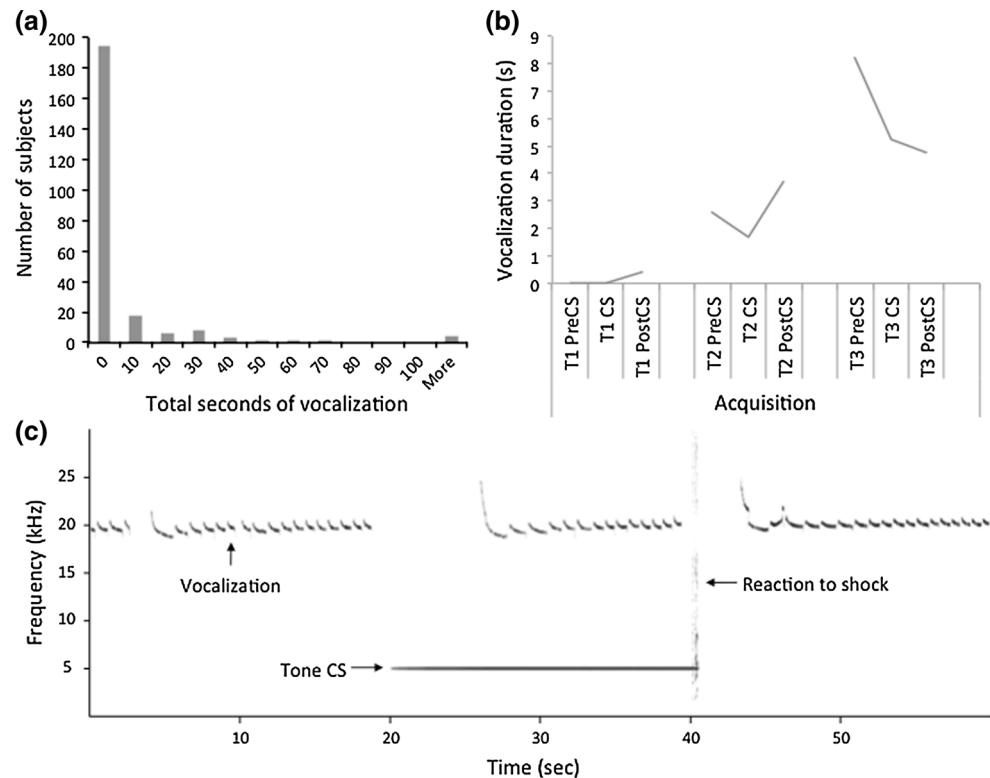 (a)
200
180
160
140
120
100
80
60
40
20
0
Number of subjects
0
10
20
30
40
50
60
70
80
90
100
More
Total seconds of vocalization
(b)
9
8
7
6
5
4
3
2
1
0
Vocalization duration (s)
T1 PreCS
T1 CS
T1 PostCS
T2 PreCS
T2 CS
T2 PostCS
T3 PreCS
T3 CS
T3 PostCS
Acquisition
(c)
25
20
15
10
5
Frequency (kHz)
Vocalization
Reaction to shock
Tone CS
10
20
30
40
50
Time (sec)